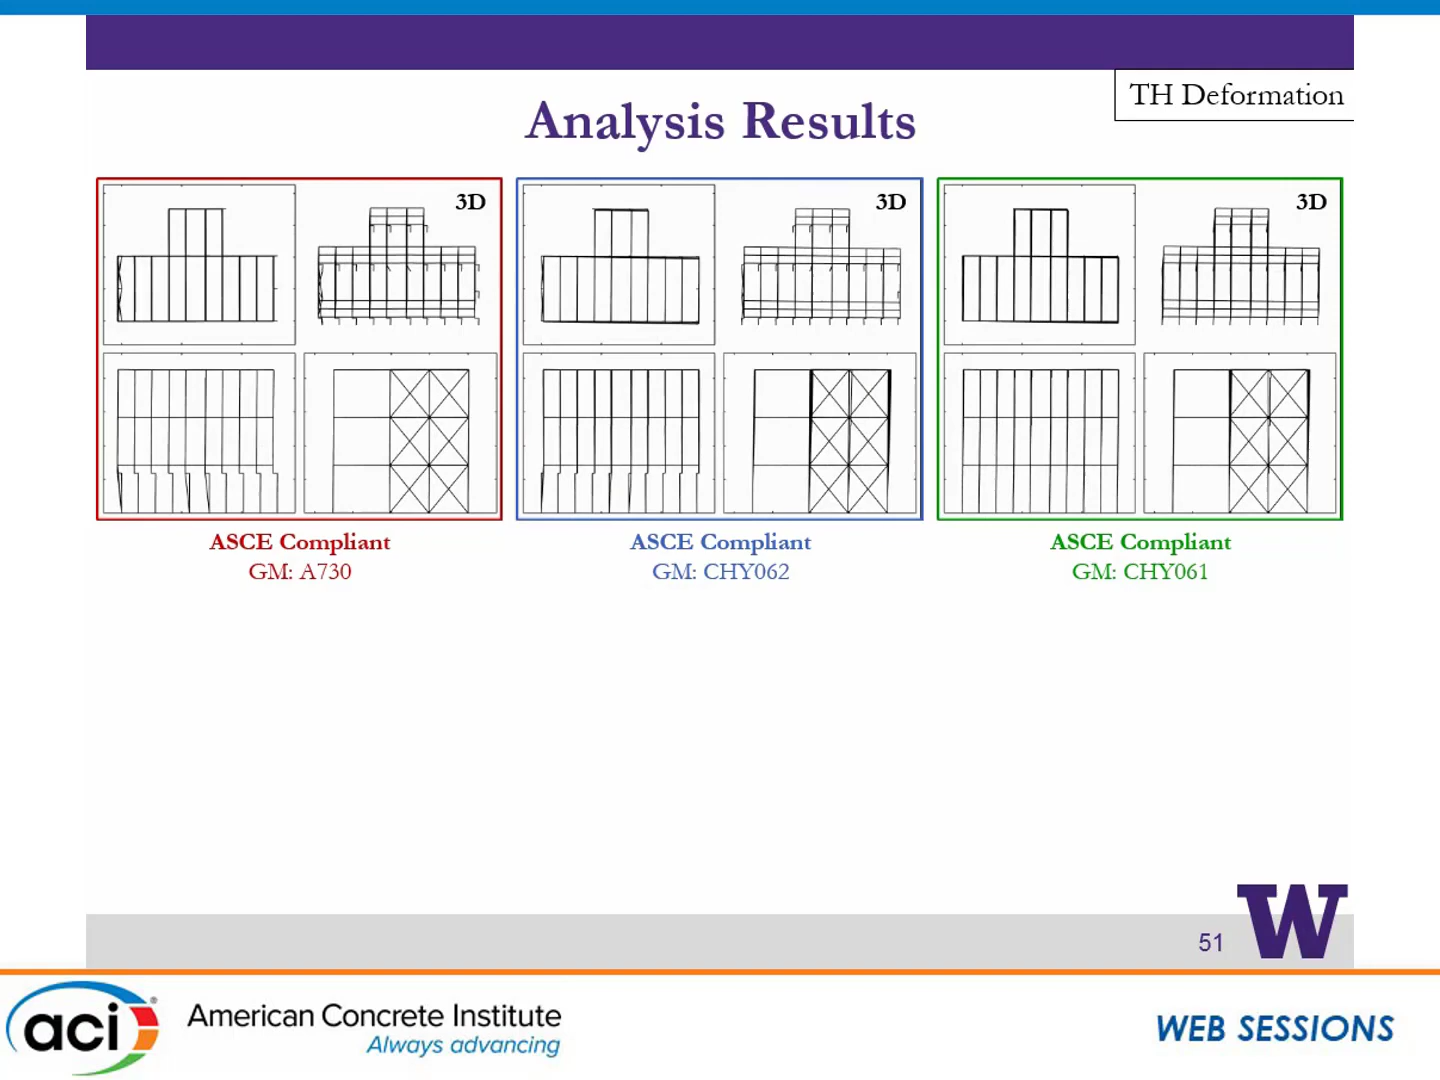 TH Deformation
Analysis Results
3D
3D
3D
ASCE Compliant
GM: A730
ASCE Compliant
GM: CHY062
ASCE Compliant
GM: CHY061
51
W
aci®
American Concrete Institute
Always advancing
WEB SESSIONS